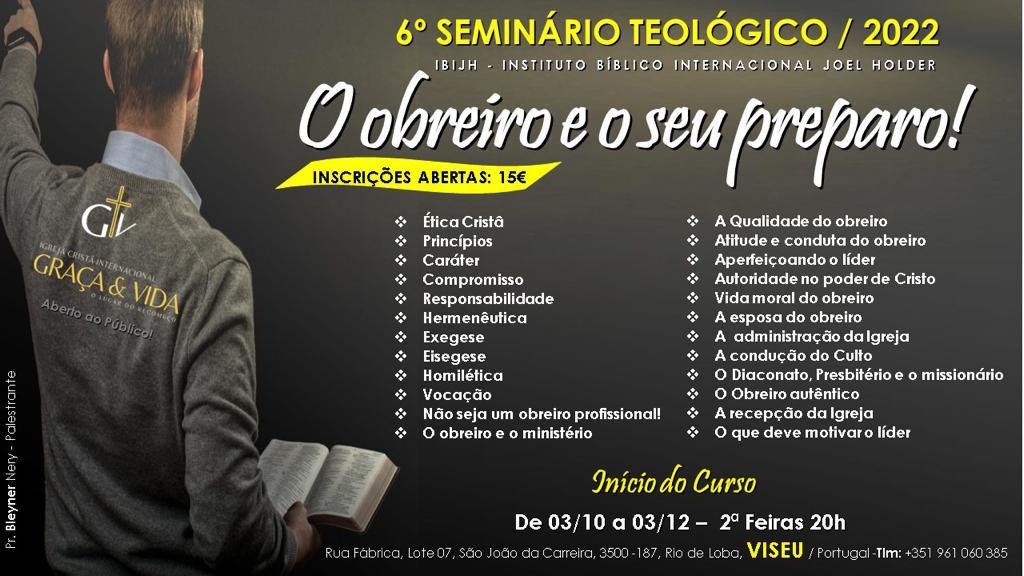 6º SEMINÁRIO TEOLÓGICO / 2022
IBIJH - INSTITUTO BÍBLICO INTERNACIONAL JOEL HOLDER
O obreiro e o seu preparo!
INSCRIÇÕES ABERTAS: 15€
Ética Cristâ
Princípios
Caráter
Compromisso
Responsabilidade
Hermenêutica
Exegese
Eisegese
Homilética
Vocação
Não seja um obreiro profissional!
O obreiro e o ministério
A Qualidade do obreiro
Atitude e conduta do obreiro
Aperfeiçoando o líder
Autoridade no poder de Cristo
Vida moral do obreiro
A esposa do obreiro
A administração da Igreja
A condução do Culto
O Diaconato, Presbitério e o missionário
O Obreiro autêntico
A recepção da Igreja
O que deve motivar o líder
Início do Curso
De 03/10 a 03/12 – 2ª Feiras 20h
Rua Fábrica, Lote 07, São João da Carreira, 3500 -187, Rio de Loba, VISEU / Portugal -Tlm: +351 961 060 385
GV
IGREJA CRISTÃ INTERNACIONAL
GRAÇA & VIDA
O LUGAR DO RECOMEÇO
Aberto ao Público!
Pr. Bleyner Nery - Palestrante